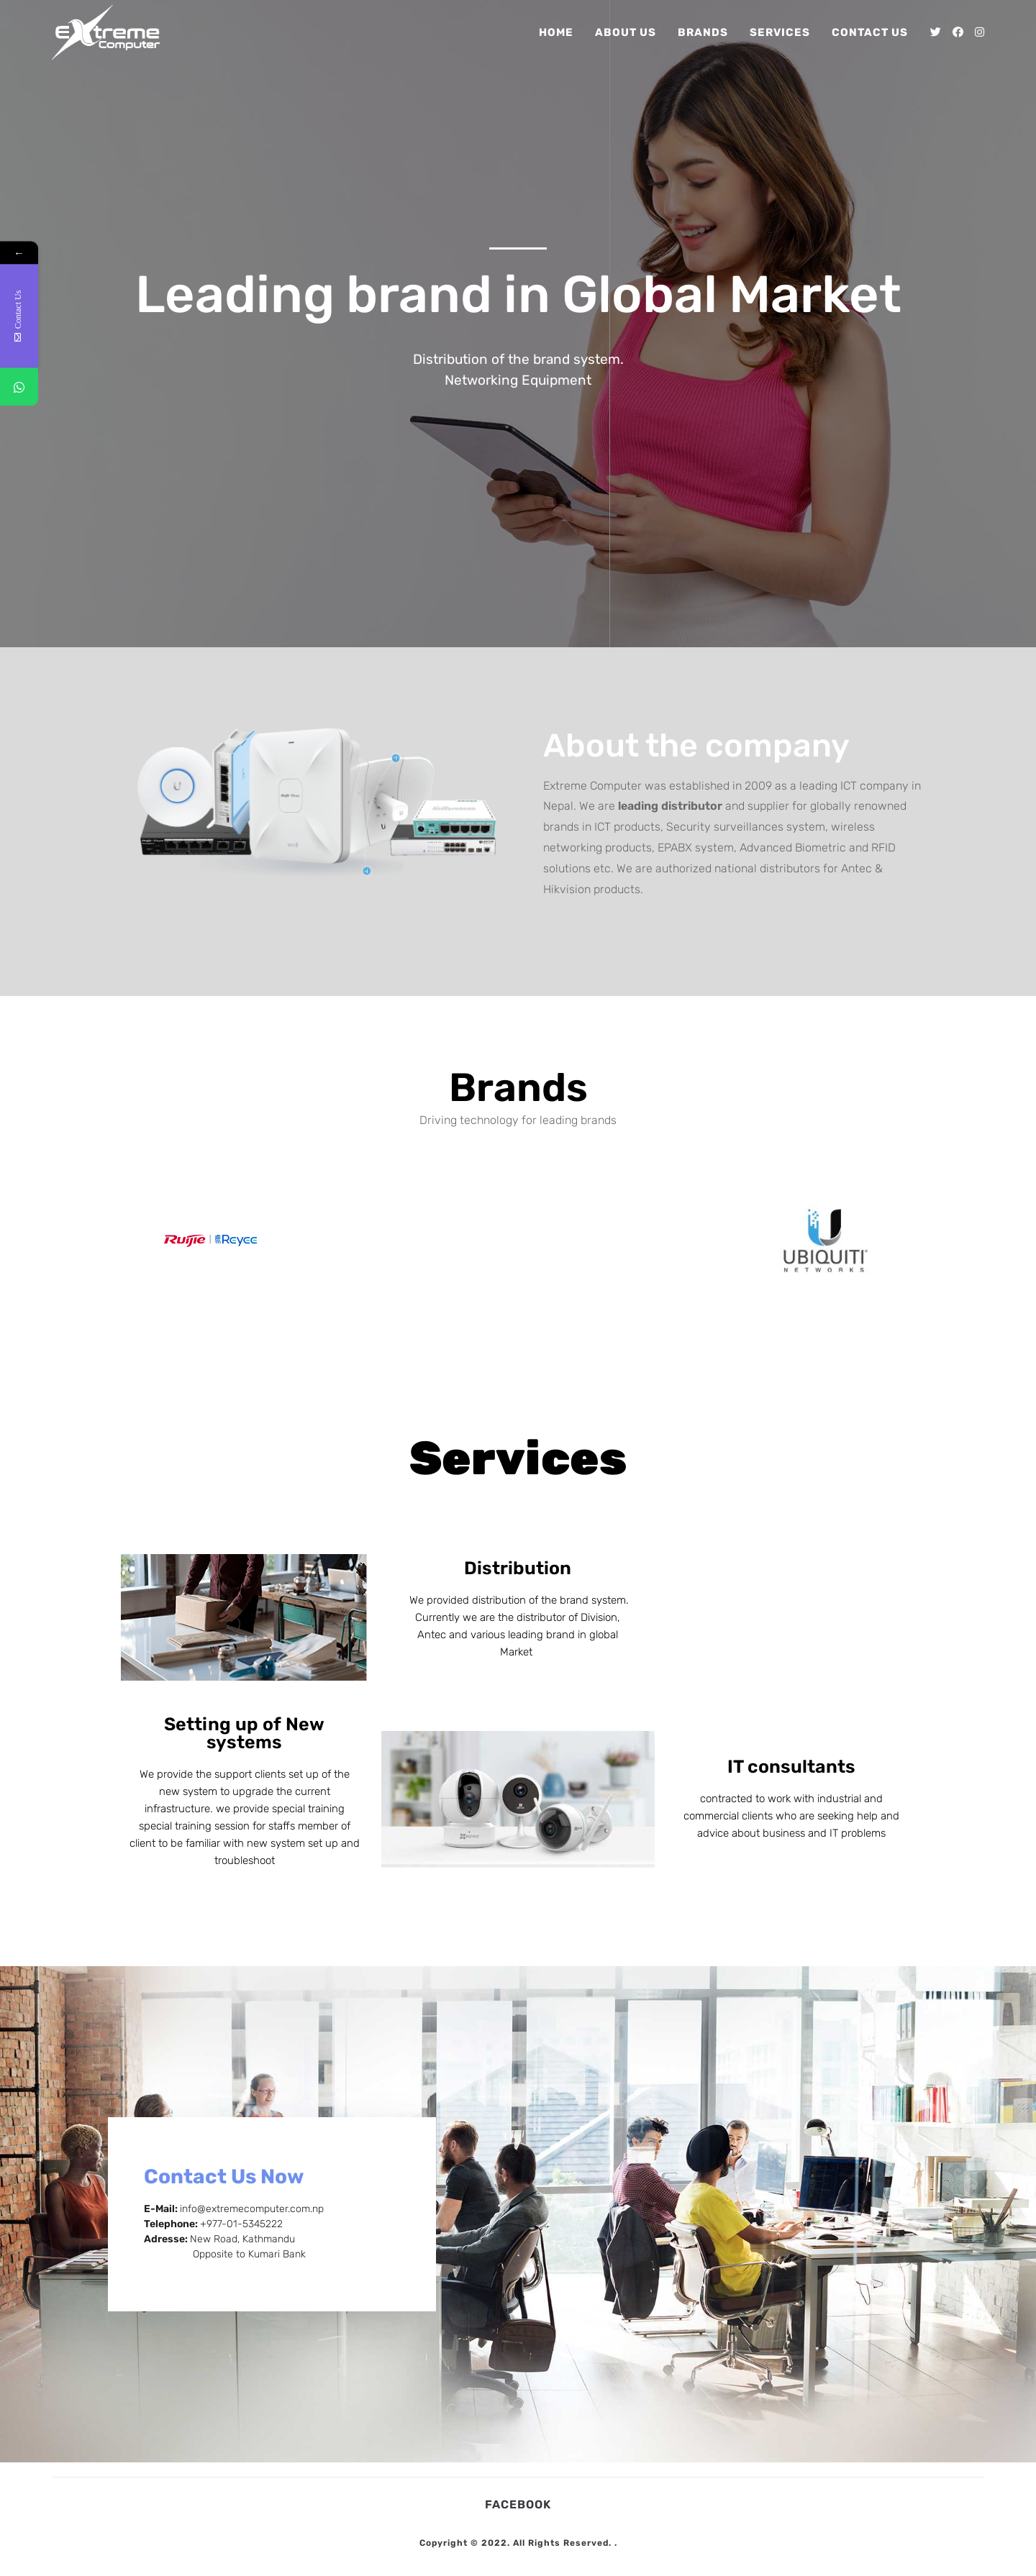 eXtreme
Computer
HOME ABOUT US BRANDS SERVICES CONTACT US
←
Contact Us
Leading brand in Global Market
Distribution of the brand system.
Networking Equipment
About the company
Extreme Computer was established in 2009 as a leading ICT company in
Nepal. We are leading distributor and supplier for globally renowned
brands in ICT products, Security surveillances system, wireless
networking products, EPABX system, Advanced Biometric and RFID
solutions etc. We are authorized national distributors for Antec &
Hikvision products.
Brands
Driving technology for leading brands
Ruijie | Reyee
UBIQUITI
NETWORKS
Services
Distribution
We provided distribution of the brand system.
Currently we are the distributor of Division,
Antec and various leading brand in global
Market
Setting up of New
systems
We provide the support clients set up of the
new system to upgrade the current
infrastructure. we provide special training
special training session for staffs member of
client to be familiar with new system set up and
troubleshoot
IT consultants
contracted to work with industrial and
commercial clients who are seeking help and
advice about business and IT problems
Contact Us Now
E-Mail: info@extremecomputer.com.np
Telephone: +977-01-5345222
Adresse: New Road, Kathmandu
Opposite to Kumari Bank
FACEBOOK
Copyright © 2022. All Rights Reserved. .